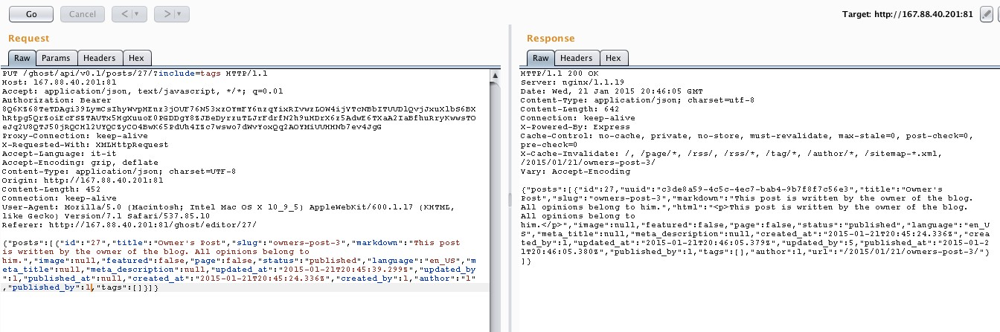 Go
Cancel
<
>
Target: http://167.88.40.201:81
Request
Raw
Params
Headers
Hex
PUT /ghost/api/v0.1/posts/27/?include=tags HTTP/1.1
Host: 167.88.40.201:81
Accept: application/json, text/javascript, */*; q=0.01
Authorization: Bearer
Proxy-Connection: keep-alive
X-Requested-With: XMLHttpRequest
Accept-Language: it-it
Accept-Encoding: gzip, deflate
Content-Type: application/json; charset=UTF-8
Origin: http://167.88.40.201:81
Content-Length: 452
Connection: keep-alive
User-Agent: Mozilla/5.0 (Macintosh; Intel Mac OS X 10_9_5) AppleWebKit/600.1.17 (KHTML,
like Gecko) Version/7.1 Safari/537.85.10
Referer: http://167.88.40.201:81/ghost/editor/27/
{"posts":[{"id":"27","title":"Owner's Post","slug":"owners-post-3","markdown":"This post
is written by the owner of the blog. All opinions belong to
him.","image":null,"featured":false,"page":false,"status":"published","language":"en_US","m
eta_title":null,"meta_description":null,"updated_at":"2015-01-21T20:45:39.299Z","updated_by
":1,"published_at":null,"created_at":"2015-01-21T20:45:24.336Z","created_by":1,"author":"1"
,"published_by":1,"tags":[]}]}
Response
Raw
Headers
Hex
HTTP/1.1 200 OK
Server: nginx/1.1.19
Date: Wed, 21 Jan 2015 20:46:05 GMT
Content-Type: application/json; charset=utf-8
Content-Length: 642
Connection: keep-alive
X-Powered-By: Express
Cache-Control: no-cache, private, no-store, must-revalidate, max-stale=0, post-check=0,
pre-check=0
X-Cache-Invalidate: /, /page/*, /rss/, /rss/*, /tag/*, /author/*, /sitemap-*.xml,
/2015/01/21/owners-post-3/
Vary: Accept-Encoding
{"posts":[{"id":27,"uuid":"c3de8a59-4c5c-4ec7-bab4-9b7f8f7c56e3","title":"Owner's
Post","slug":"owners-post-3","markdown":"This post is written by the owner of the blog.
All opinions belong to him.","html":"<p>This post is written by the owner of the blog.
All opinions belong to
him.</p>","image":null,"featured":false,"page":false,"status":"published","language":"en_U
S","meta_title":null,"meta_description":null,"created_at":"2015-01-21T20:45:24.336Z","crea
ted_by":1,"updated_at":"2015-01-21T20:46:05.379Z","updated_by":5,"published_at":"2015-01-2
1T20:46:05.380Z","published_by":1,"tags":[],"author":1,"url":"/2015/01/21/owners-post-3/"}
]}